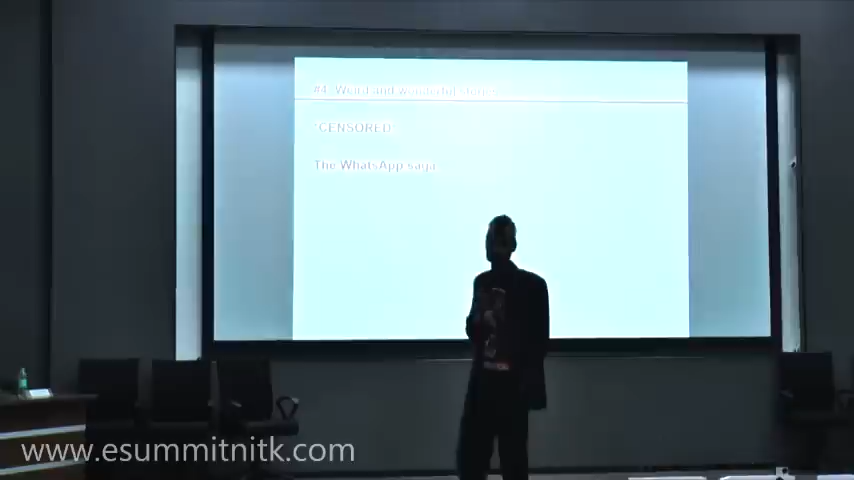 #4: Weird and wonderful stories
*CENSORED*
The WhatsApp saga
www.esummitnitk.com